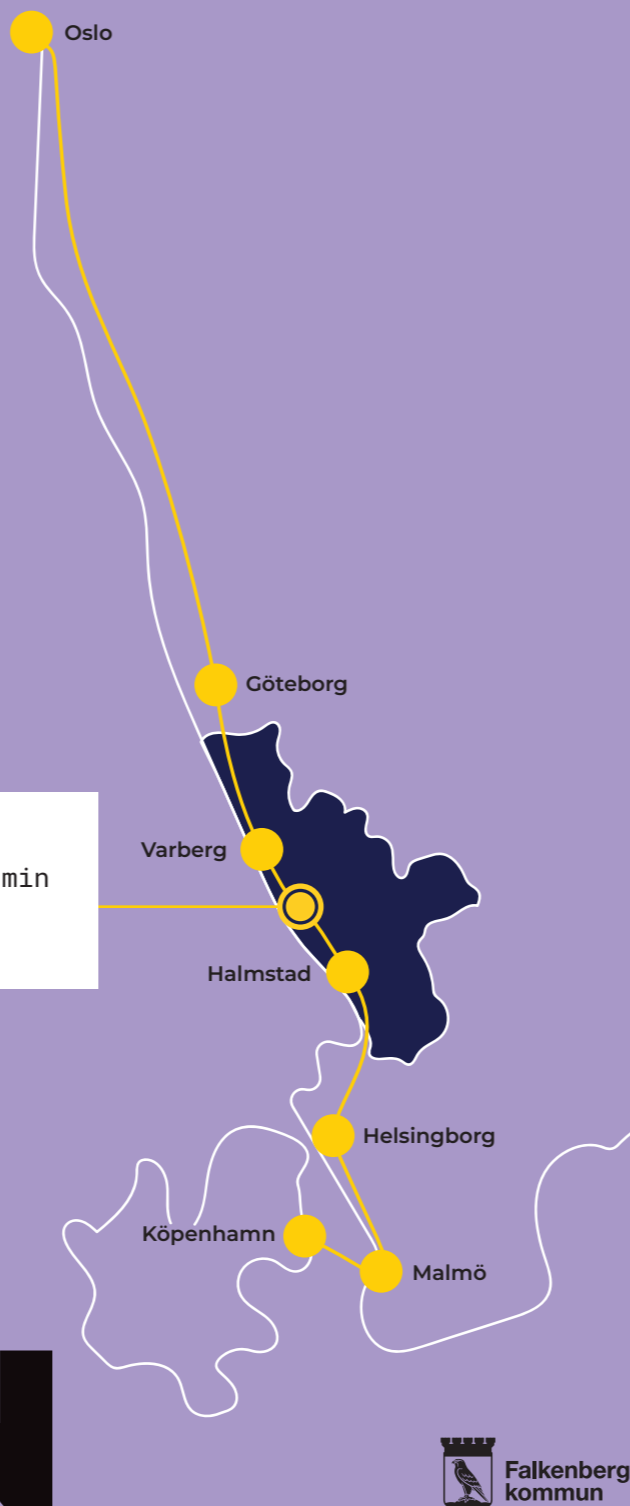 Oslo
Göteborg
Varberg
min
Halmstad
Helsingborg
Köpenhamn
Malmö
Falkenberg
kommun